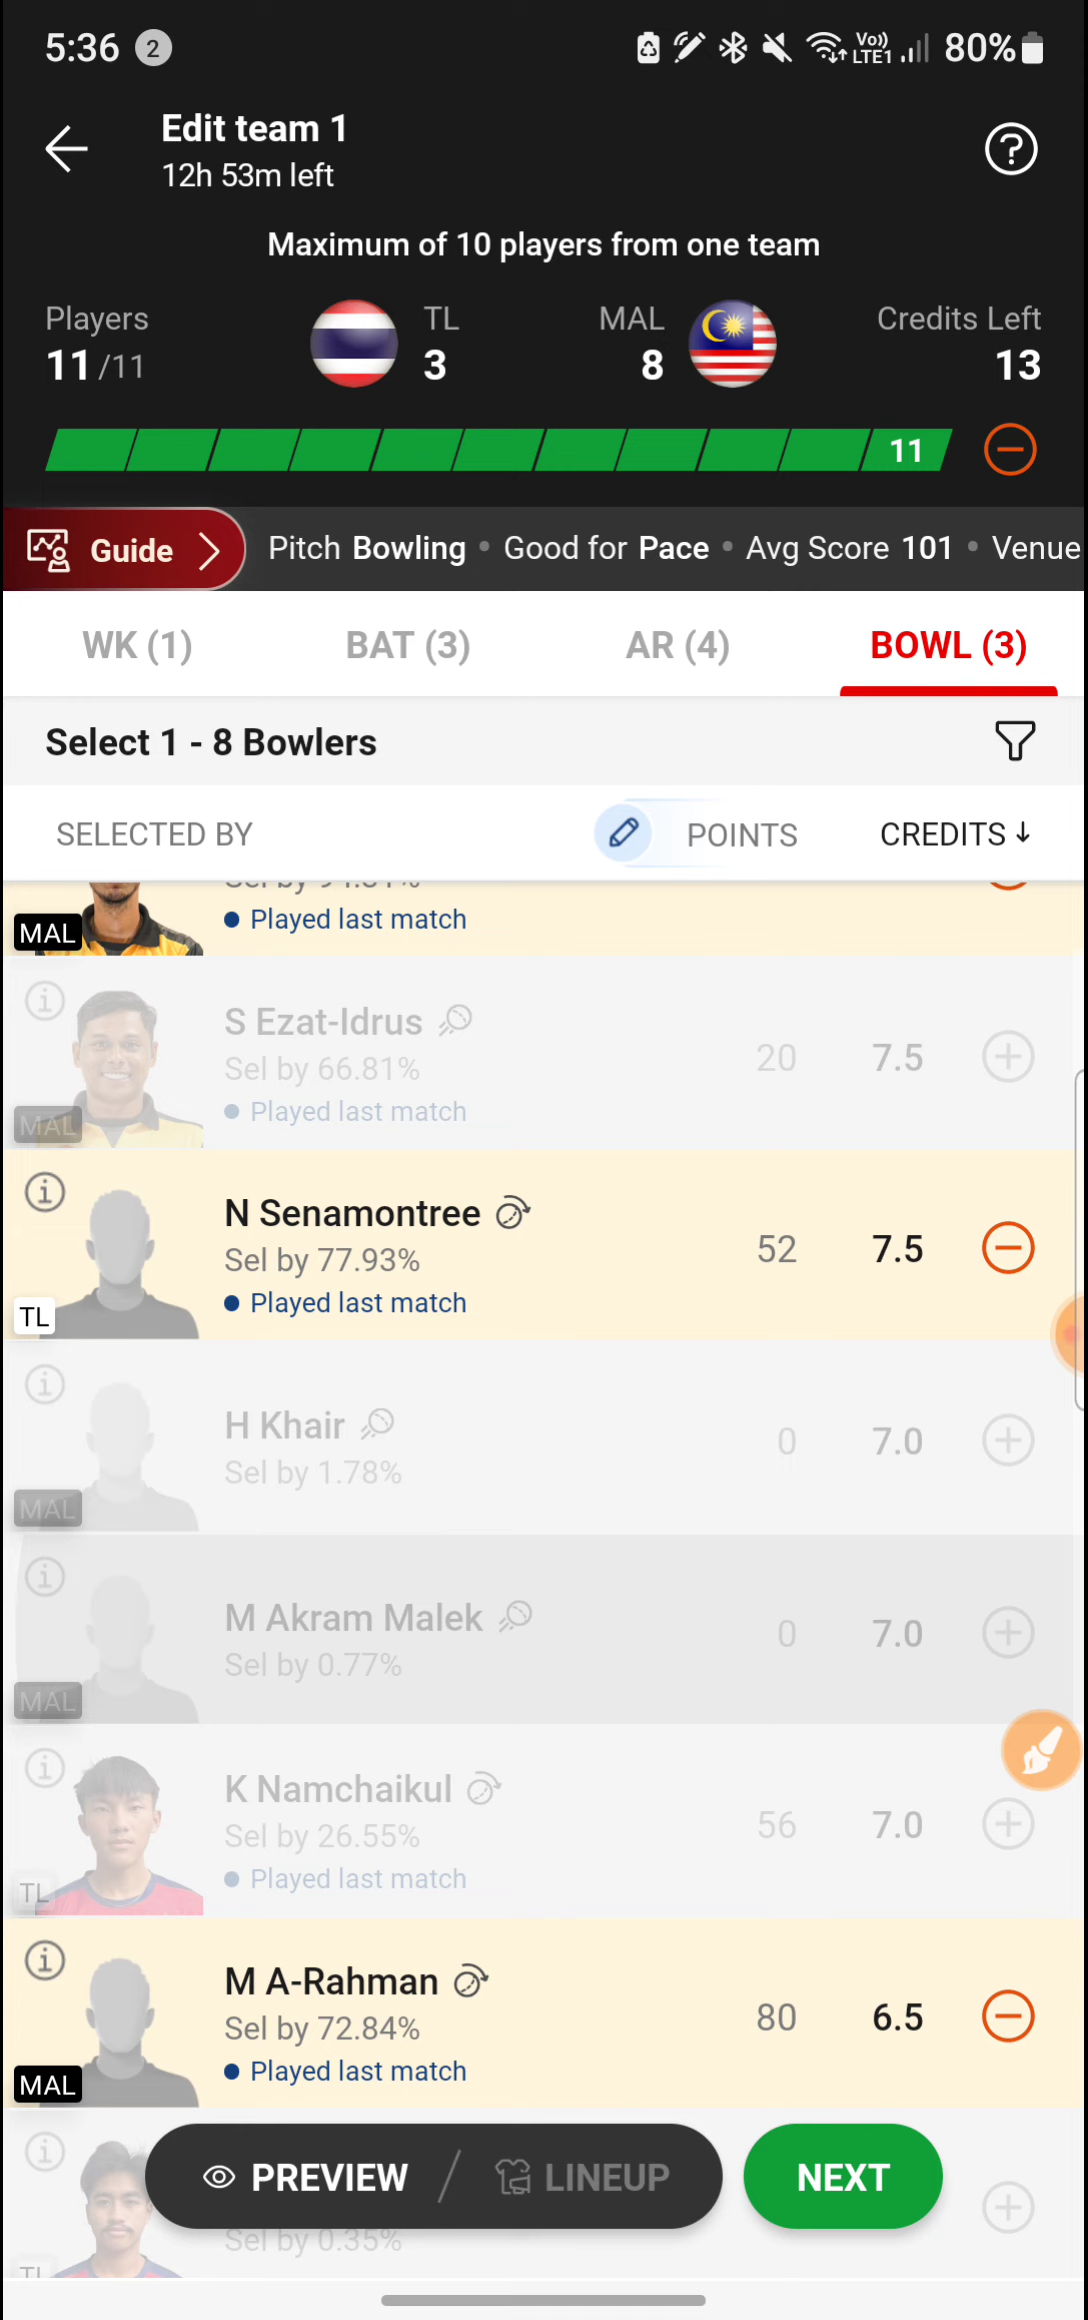 5:36 2 Vo)) LTE1 80%
Edit team 1
12h 53m left
Maximum of 10 players from one team
Players TL MAL Credits Left
11/11 3 8 13
11
Guide Pitch Bowling • Good for Pace • Avg Score 101 • Venue
WK (1) BAT (3) AR (4) BOWL (3)
Select 1 - 8 Bowlers
SELECTED BY POINTS CREDITS ↓
MAL
• Played last match
S Ezat-Idrus
Sel by 66.81% 20 7.5
• Played last match
MAL
N Senamontree
Sel by 77.93% 52 7.5
• Played last match
TL
H Khair
Sel by 1.78% 0 7.0
MAL
M Akram Malek
Sel by 0.77% 0 7.0
MAL
K Namchaikul
Sel by 26.55% 56 7.0
• Played last match
TL
M A-Rahman
Sel by 72.84% 80 6.5
• Played last match
MAL
PREVIEW / LINEUP NEXT
Sel by 0.35%
TL